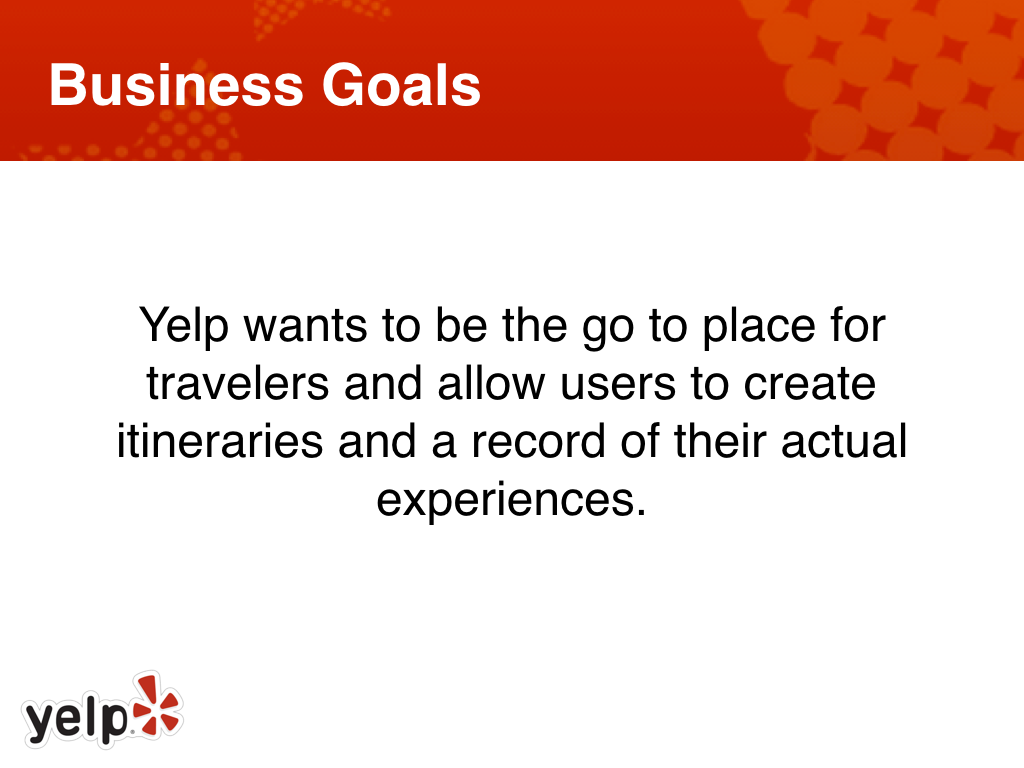 Business Goals
Yelp wants to be the go to place for
travelers and allow users to create
itineraries and a record of their actual
experiences.
yelp